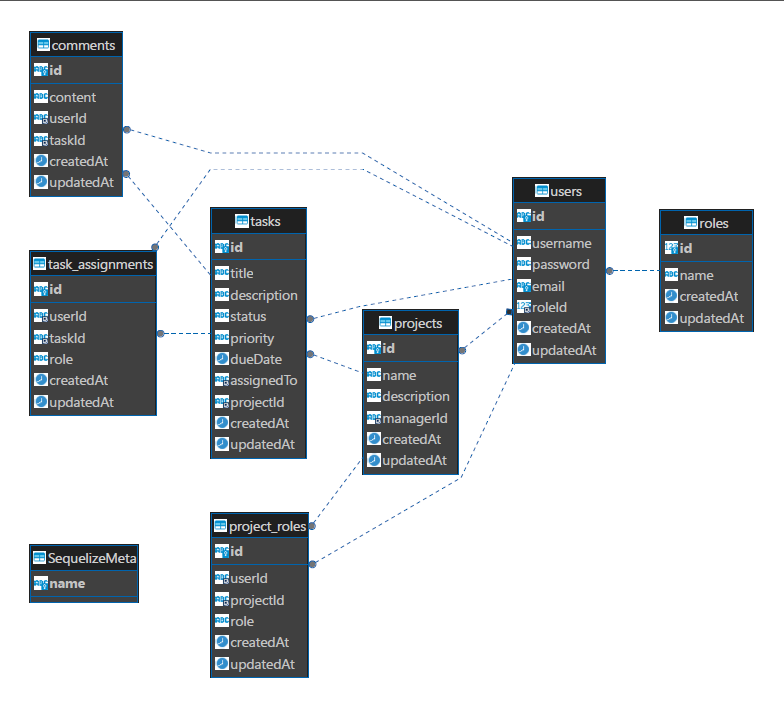 comments
id
content
userId
taskId
createdAt
updatedAt
task_assignments
id
userId
taskId
role
createdAt
updatedAt
tasks
id
title
description
status
priority
dueDate
assignedTo
projectId
createdAt
updatedAt
projects
id
name
description
managerId
createdAt
updatedAt
users
id
username
password
email
roleId
createdAt
updatedAt
roles
id
name
createdAt
updatedAt
project_roles
id
userId
projectId
role
createdAt
updatedAt
SequelizeMeta
name